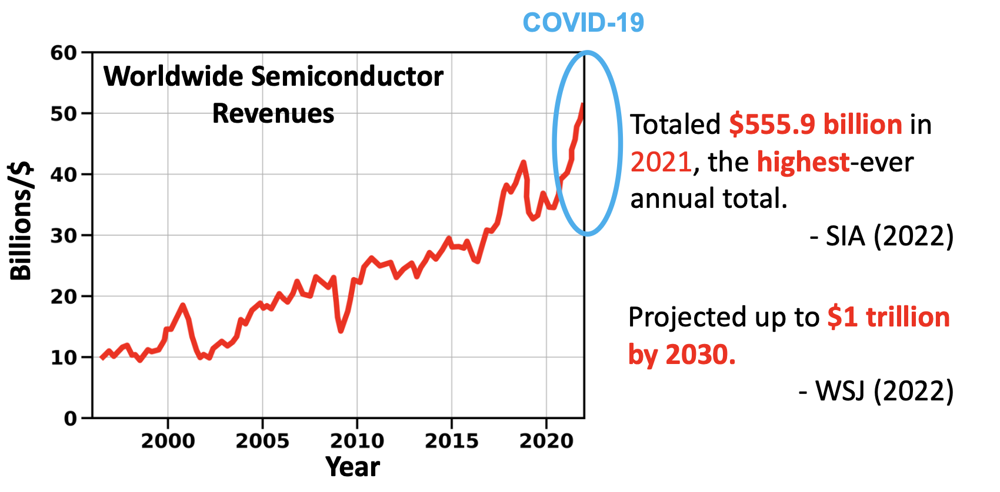 COVID-19
Worldwide Semiconductor
Revenues
60
50
40
30
20
10
0
Billions/$
2000
2005
2010
2015
2020
Year
Totaled $555.9 billion in
2021, the highest-ever
annual total.
- SIA (2022)
Projected up to $1 trillion
by 2030.
- WSJ (2022)